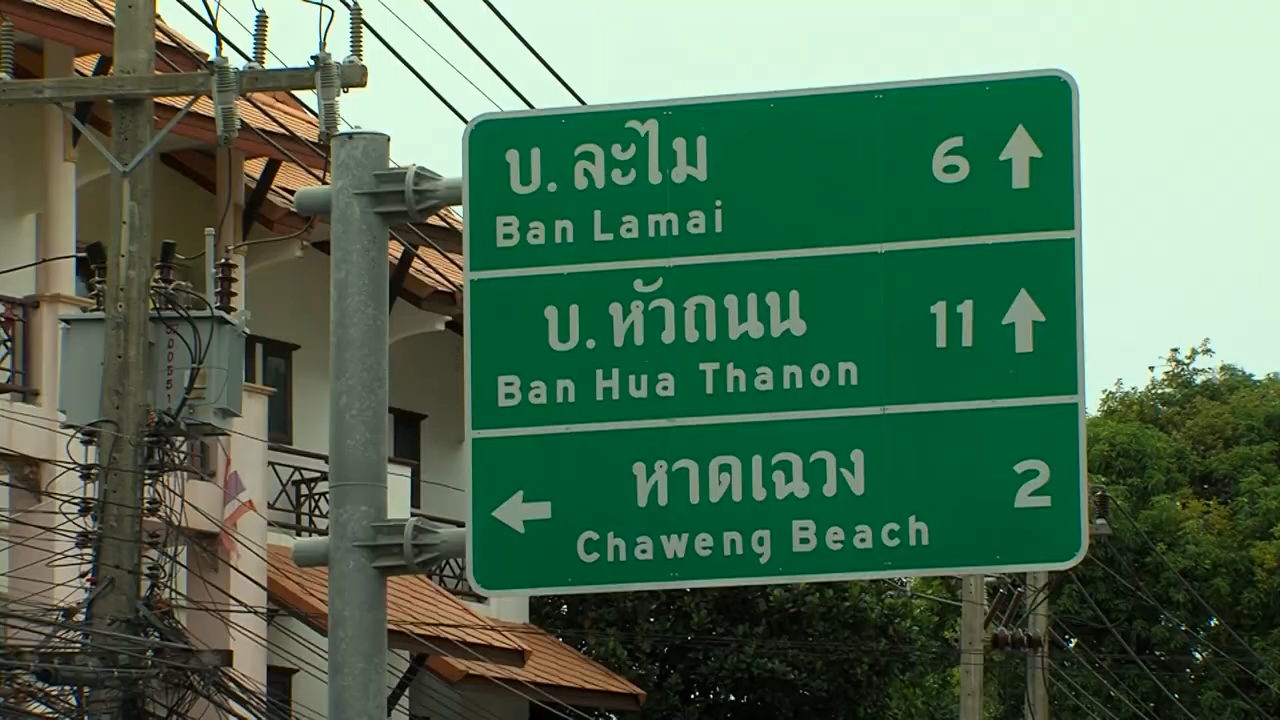 บ.ละไม 6
Ban Lamai
บ.หัวถนน 11
Ban Hua Thanon
หาดเฉวง 2
Chaweng Beach